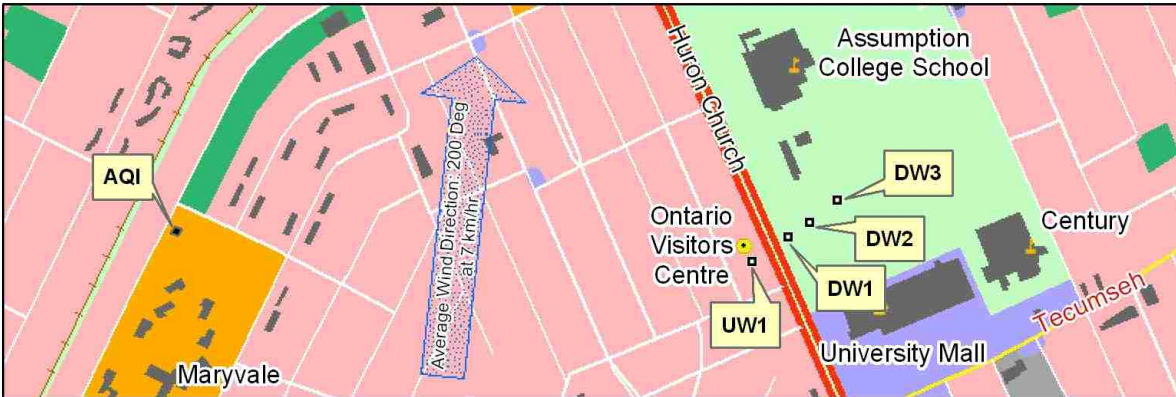 Assumption
College School
Huron Church
AQI
Average Wind Direction: 200 Deg
at 7 km/hr
DW3
Ontario
Visitors
Centre
DW2
Century
DW1
UW1
Tecumseh
University Mall
Maryvale